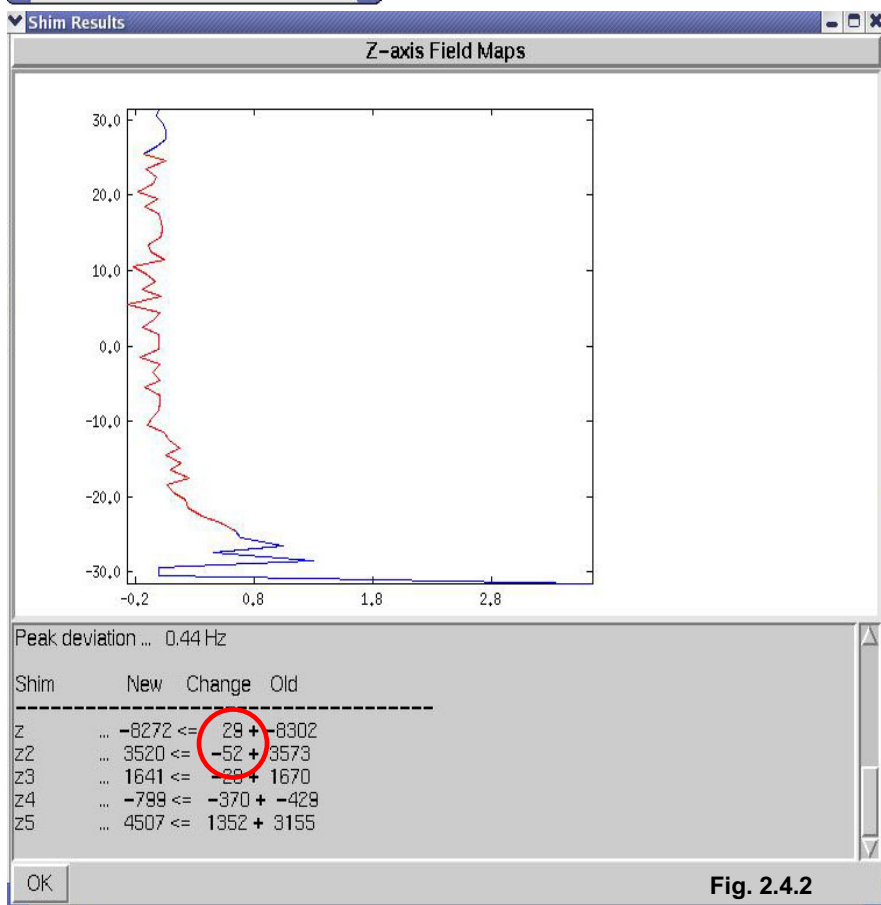 Shim Results
Z-axis Field Maps
30.0
20.0
10.0
0.0
-10.0
-20.0
-30.0
-0.2 0.8 1.8 2.8
Peak deviation ... 0.44 Hz
Shim New Change Old
------------------------------------------
z ... -8272 <= 29 + -8302
z2 ... 3520 <= -52 + 3573
z3 ... 1641 <= -28 + 1670
z4 ... -799 <= -370 + -429
z5 ... 4507 <= 1352 + 3155
OK
Fig. 2.4.2